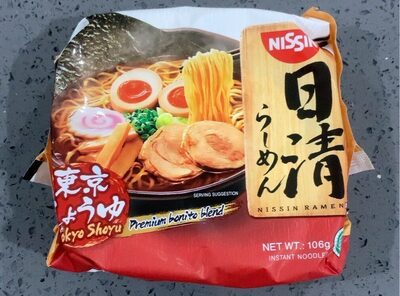 NISSIN
日清
らーめん
NISSIN RAMEN
SERVING SUGGESTION
東京
しょうゆ
Tokyo Shoyu
Premium bonito blend
NET WT.: 106g
INSTANT NOODLE